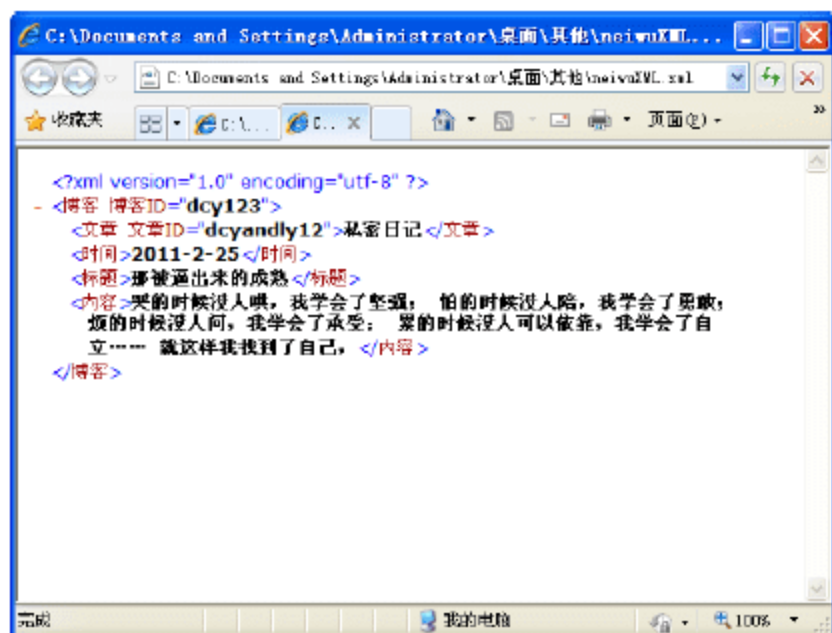 C:\Documents and Settings\Administrator\桌面\其他\neiwuXML...
C:\Documents and Settings\Administrator\桌面\其他\neiwuXML.xml
收藏夹 C:\... C.. 页面(P)
<?xml version="1.0" encoding="utf-8" ?>
- <博客 博客ID="dcy123">
<文章 文章ID="dcyandly12">私密日记</文章>
<时间>2011-2-25</时间>
<标题>那被逼出来的成熟</标题>
<内容>哭的时候没人哄，我学会了坚强； 怕的时候没人陪，我学会了勇敢；
烦的时候没人问，我学会了承受； 累的时候没人可以依靠，我学会了自
立…… 就这样我找到了自己，</内容>
</博客>
完成 我的电脑 100%